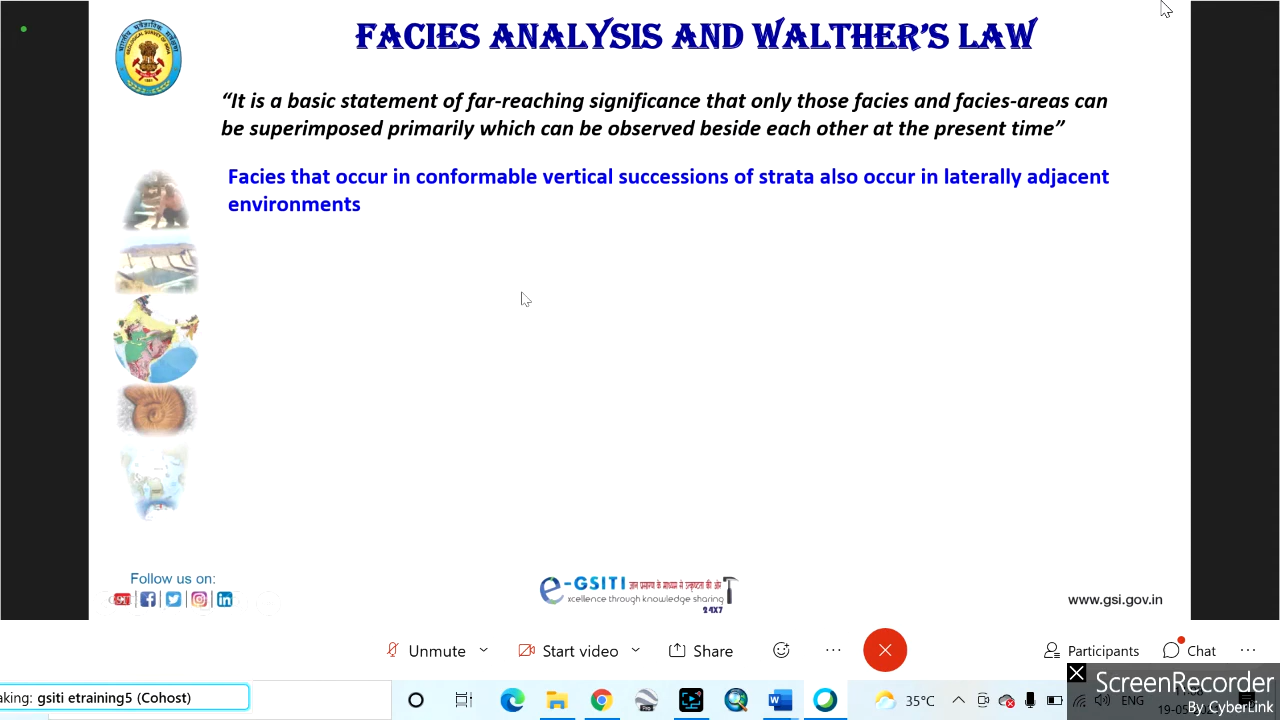 FACIES ANALYSIS AND WALTHER'S LAW
“It is a basic statement of far-reaching significance that only those facies and facies-areas can
be superimposed primarily which can be observed beside each other at the present time”
Facies that occur in conformable vertical successions of strata also occur in laterally adjacent
environments
Follow us on:
e-GSITI
xcellence through knowledge sharing
24X7
www.gsi.gov.in
Unmute
Start video
Share
Participants
Chat
aking: gsiti etraining5 (Cohost)
35°C
ENG
ScreenRecorder
By CyberLink